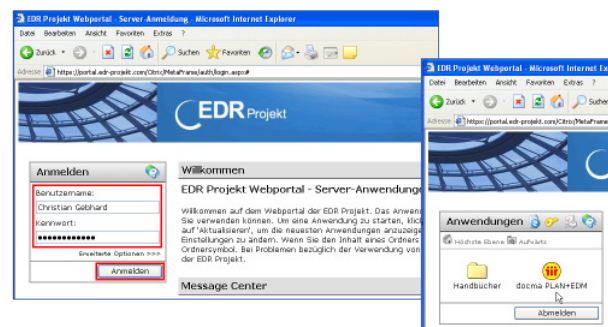 EDR Projekt Webportal - Server-Anmeldung - Microsoft Internet Explorer
Datei Bearbeiten Ansicht Favoriten Extras ?
Zurück Suchen Favoriten
Adresse https://portal.edr-projekt.com/Citrix/MetaFrame/auth/login.aspx#
EDR Projekt
Anmelden
Benutzername:
Christian Gebhard
Kennwort:
Erweiterte Optionen >>>
Anmelden
Willkommen
EDR Projekt Webportal - Server-Anwendunge
Willkommen auf dem Webportal der EDR Projekt. Das Anwen
Sie verwenden können. Um eine Anwendung zu starten, klick
auf 'Aktualisieren', um die neuesten Anwendungen anzuzeige
Einstellungen zu ändern. Wenn Sie den Inhalt eines Ordners
Ordnersymbol. Bei Problemen bezüglich der Verwendung von
der EDR Projekt.
Message Center
EDR Projekt Webportal - Microsoft Internet Ex
Datei Bearbeiten Ansicht Favoriten Extras ?
Zurück Suchen
Adresse https://portal.edr-projekt.com/Citrix/MetaFrame
Anwendungen
Höchste Ebene Aufwärts
Handbücher docma PLAN+EDM
Abmelden